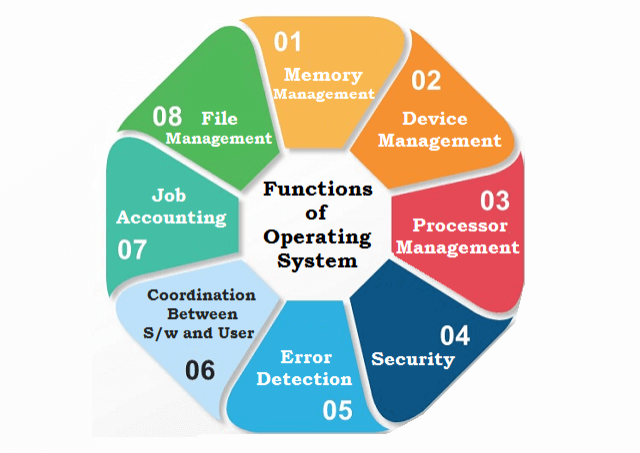 Functions
of
Operating
System
01
Memory
Management
02
Device
Management
03
Processor
Management
04
Security
Error
Detection
05
Coordination
Between
S/w and User
06
Job
Accounting
07
08 File
Management